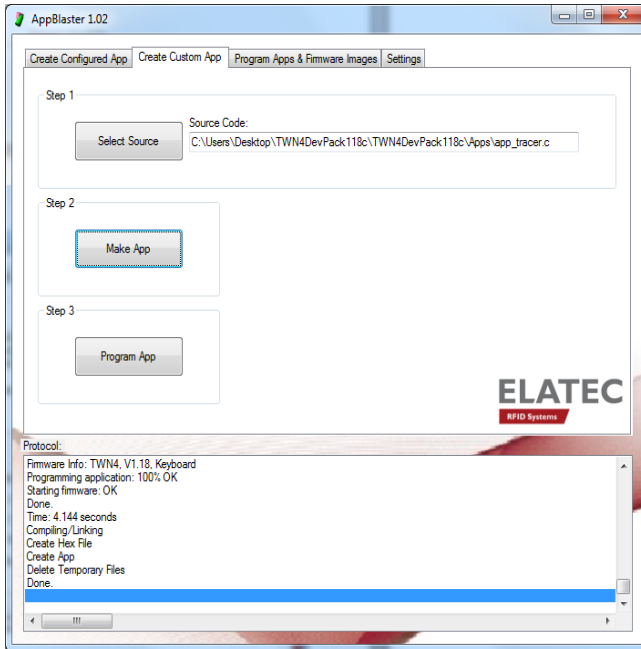 AppBlaster 1.02
Create Configured App
Create Custom App
Program Apps & Firmware Images
Settings
Step 1
Select Source
Source Code:
C:\Users\Desktop\TWN4DevPack118c\TWN4DevPack118c\Apps\app_tracer.c
Step 2
Make App
Step 3
Program App
ELATEC
RFID Systems
Protocol:
Firmware Info: TWN4, V1.18, Keyboard
Programming application: 100% OK
Starting firmware: OK
Done.
Time: 4.144 seconds
Compiling/Linking
Create Hex File
Create App
Delete Temporary Files
Done.